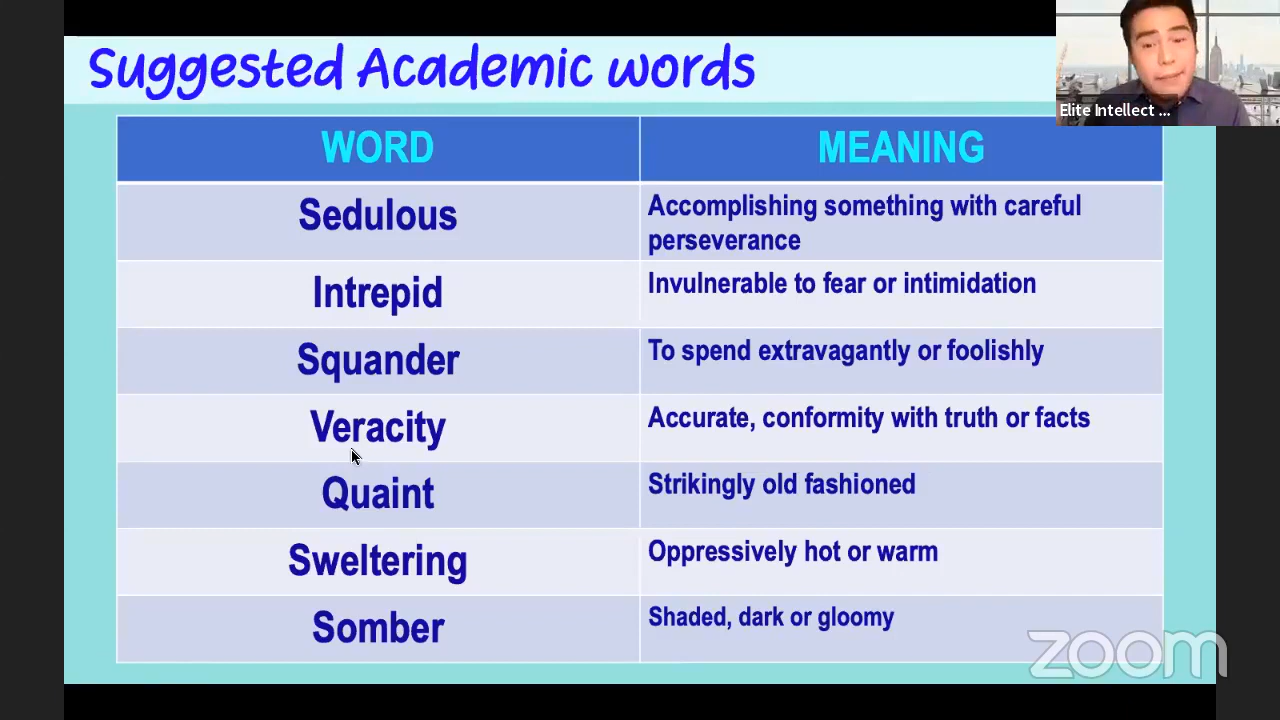 Suggested Academic words
Elite Intellect ...
WORD
MEANING
Sedulous
Accomplishing something with careful
perseverance
Intrepid
Invulnerable to fear or intimidation
Squander
To spend extravagantly or foolishly
Veracity
Accurate, conformity with truth or facts
Quaint
Strikingly old fashioned
Sweltering
Oppressively hot or warm
Somber
Shaded, dark or gloomy
zoom